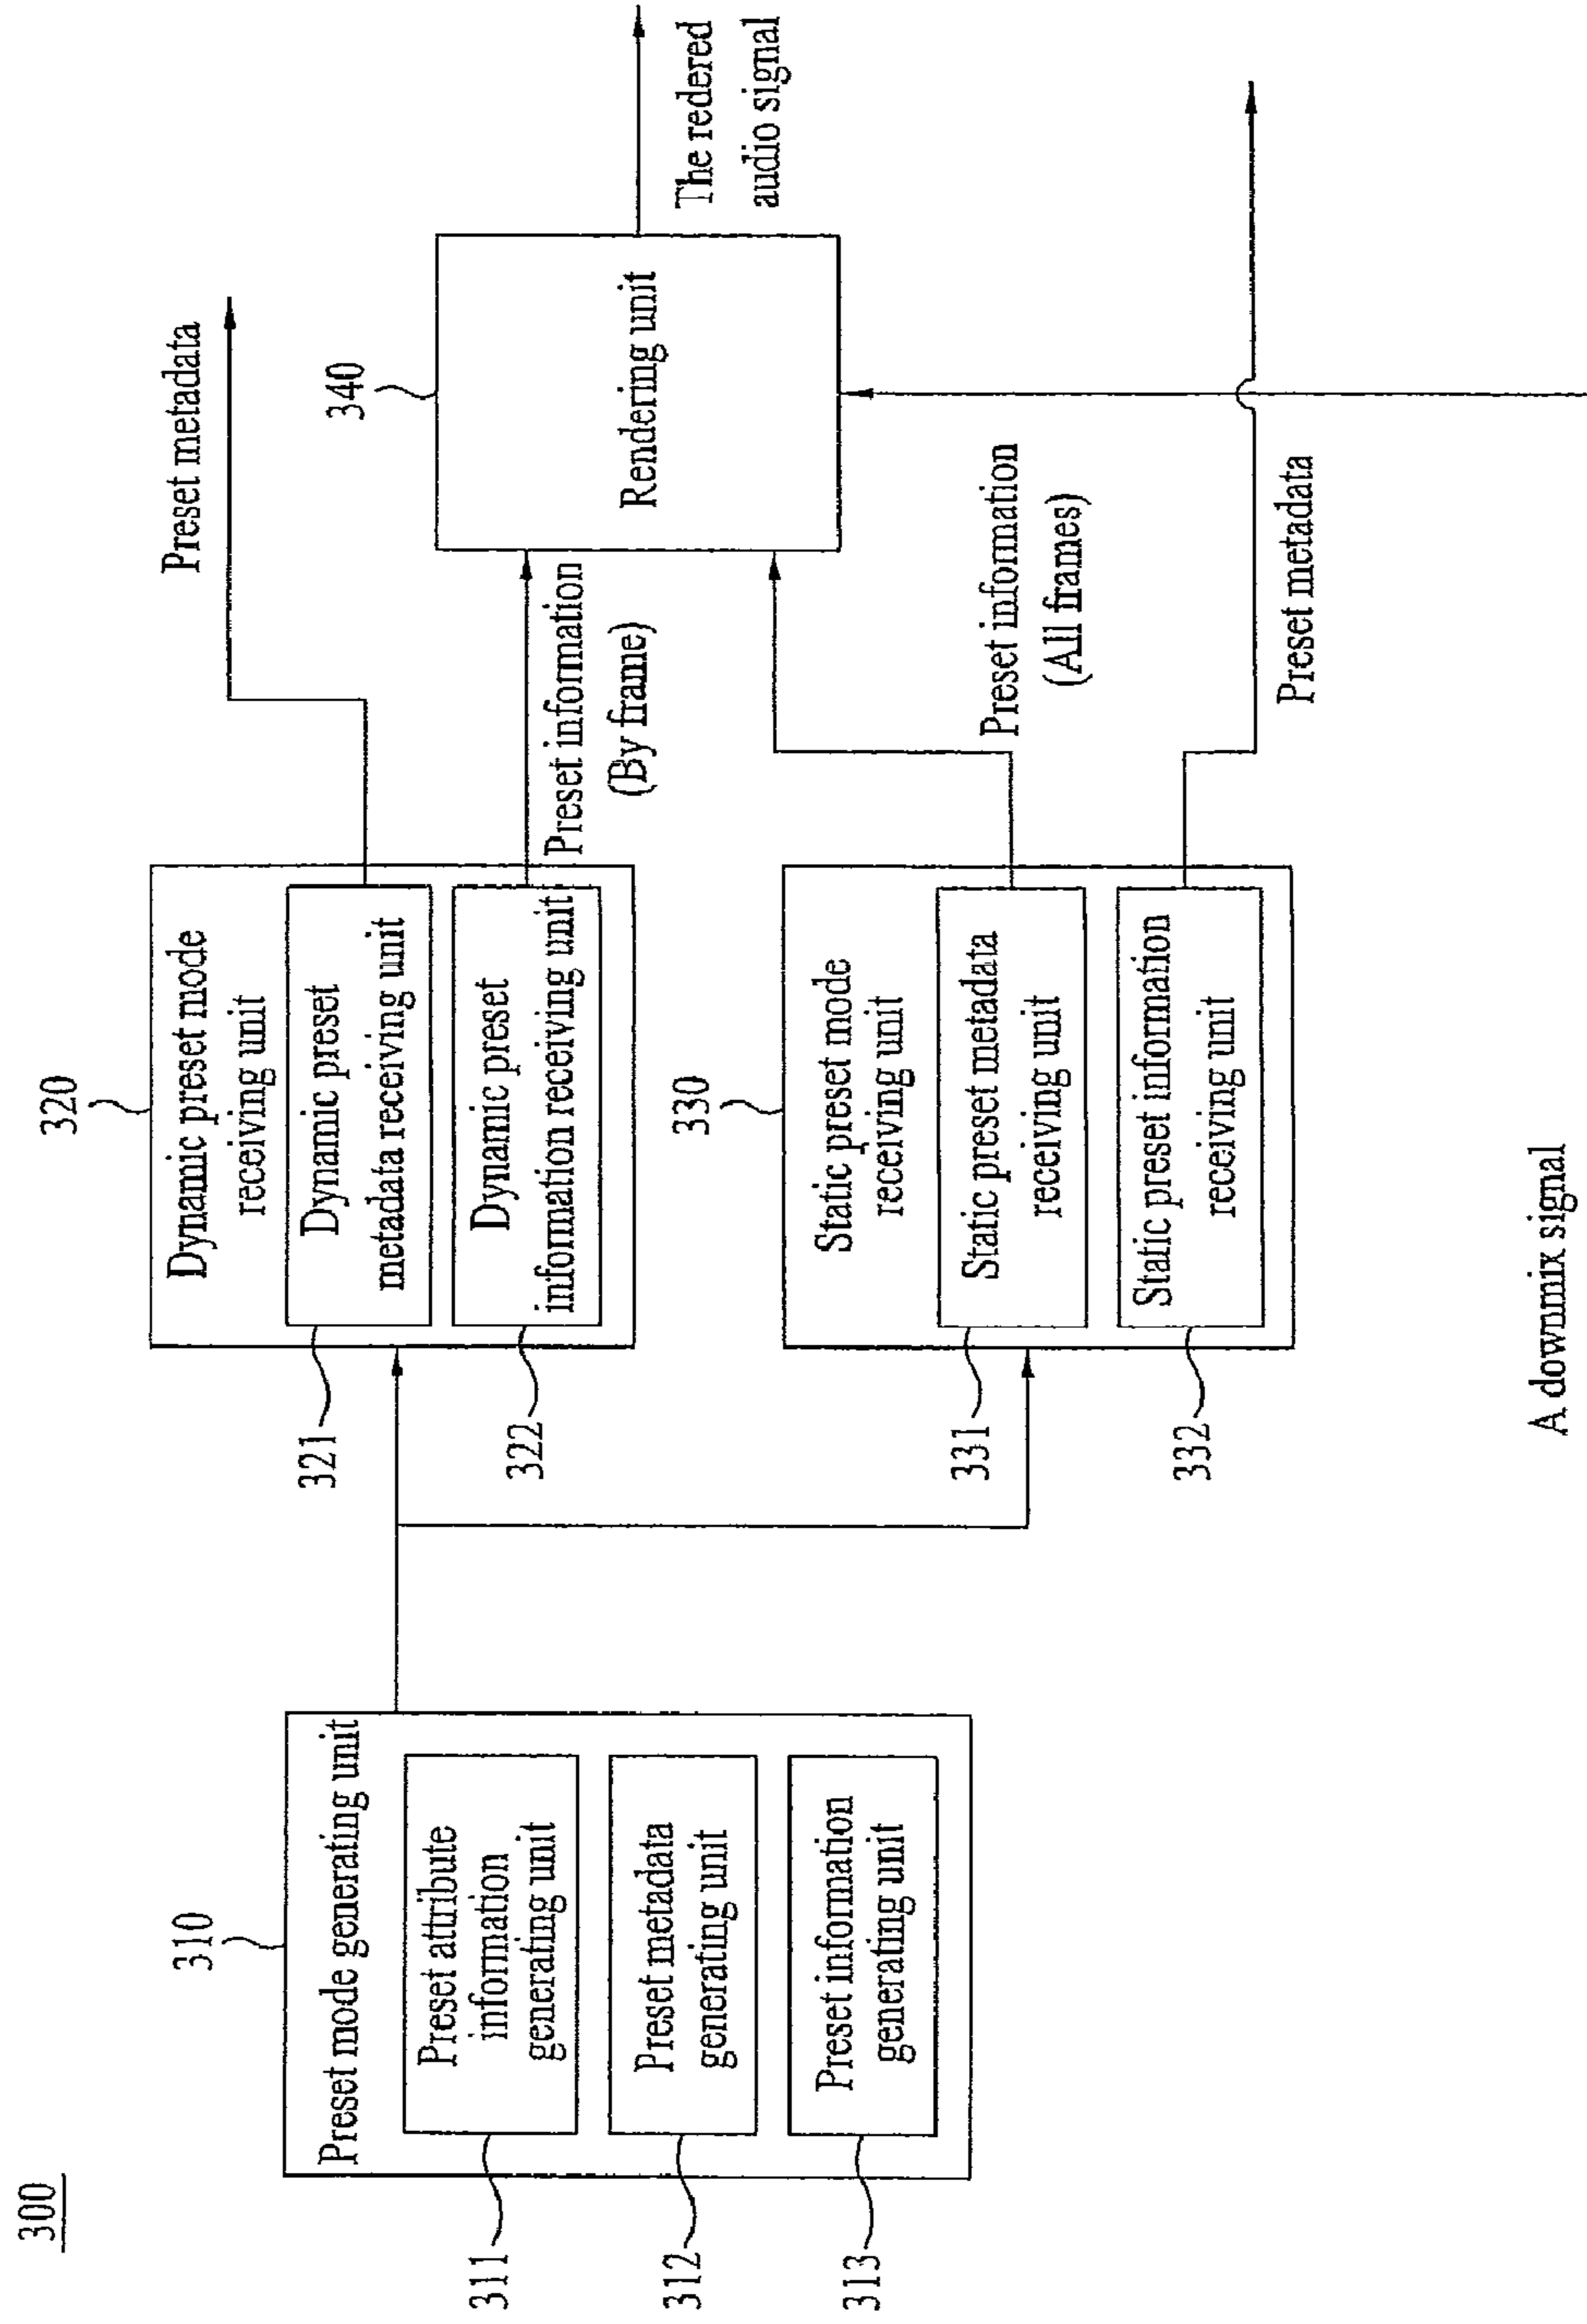 300
310
Preset mode generating unit
311
Preset attribute
information
generating unit
312
Preset metadata
generating unit
313
Preset information
generating unit
320
Dynamic preset mode
receiving unit
321
Dynamic preset
metadata receiving unit
322
Dynamic preset
information receiving unit
330
Static preset mode
receiving unit
331
Static preset metadata
receiving unit
332
Static preset information
receiving unit
Preset metadata
Preset information
(By frame)
340
Rendering unit
The redered
audio signal
Preset information
(All frames)
Preset metadata
A downmix signal